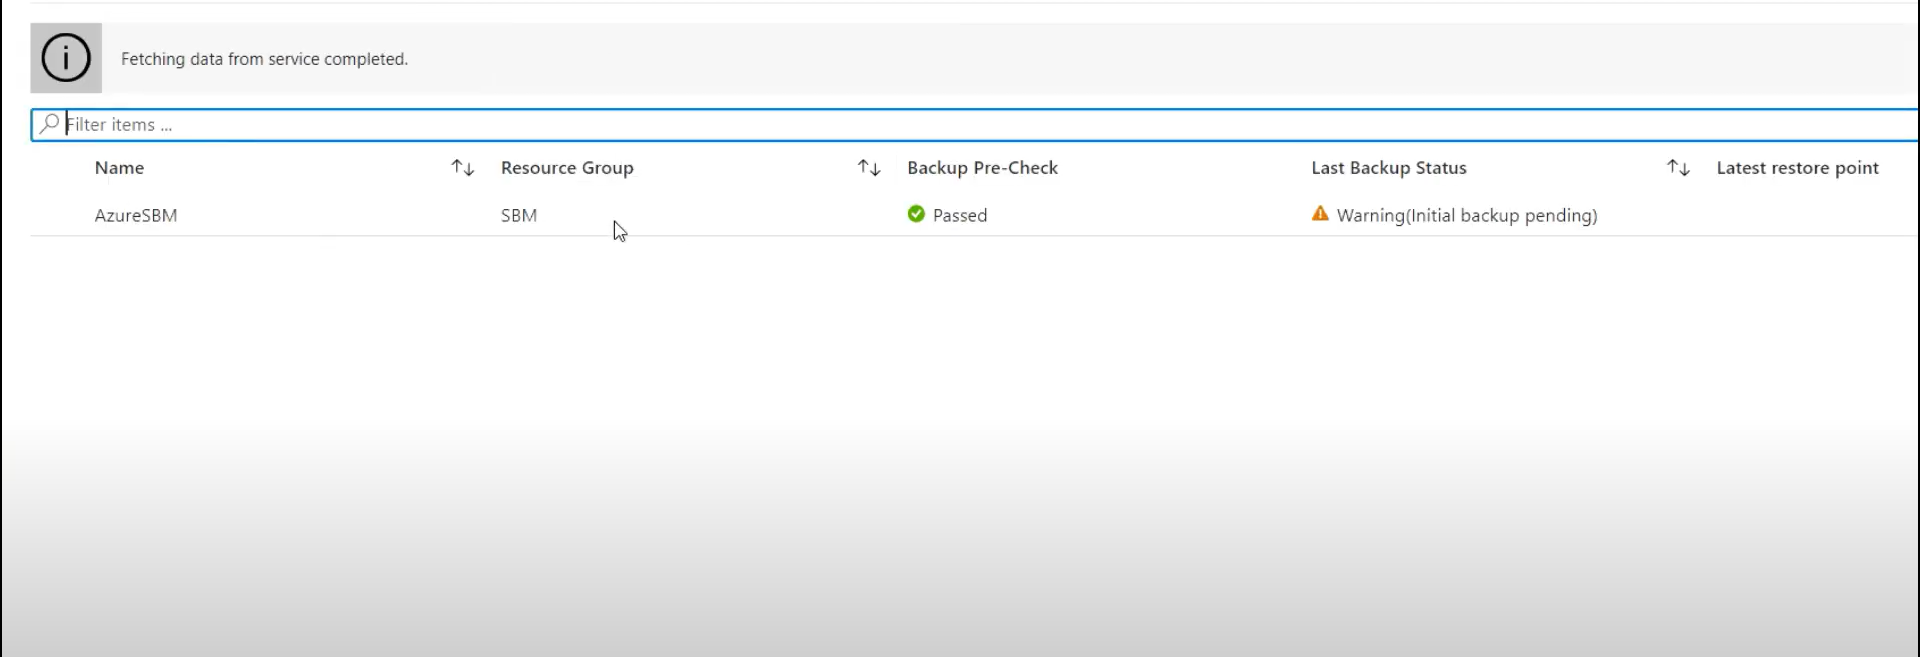 Fetching data from service completed.
Filter items ...
Name Resource Group Backup Pre-Check Last Backup Status Latest restore point
AzureSBM SBM Passed Warning(Initial backup pending)